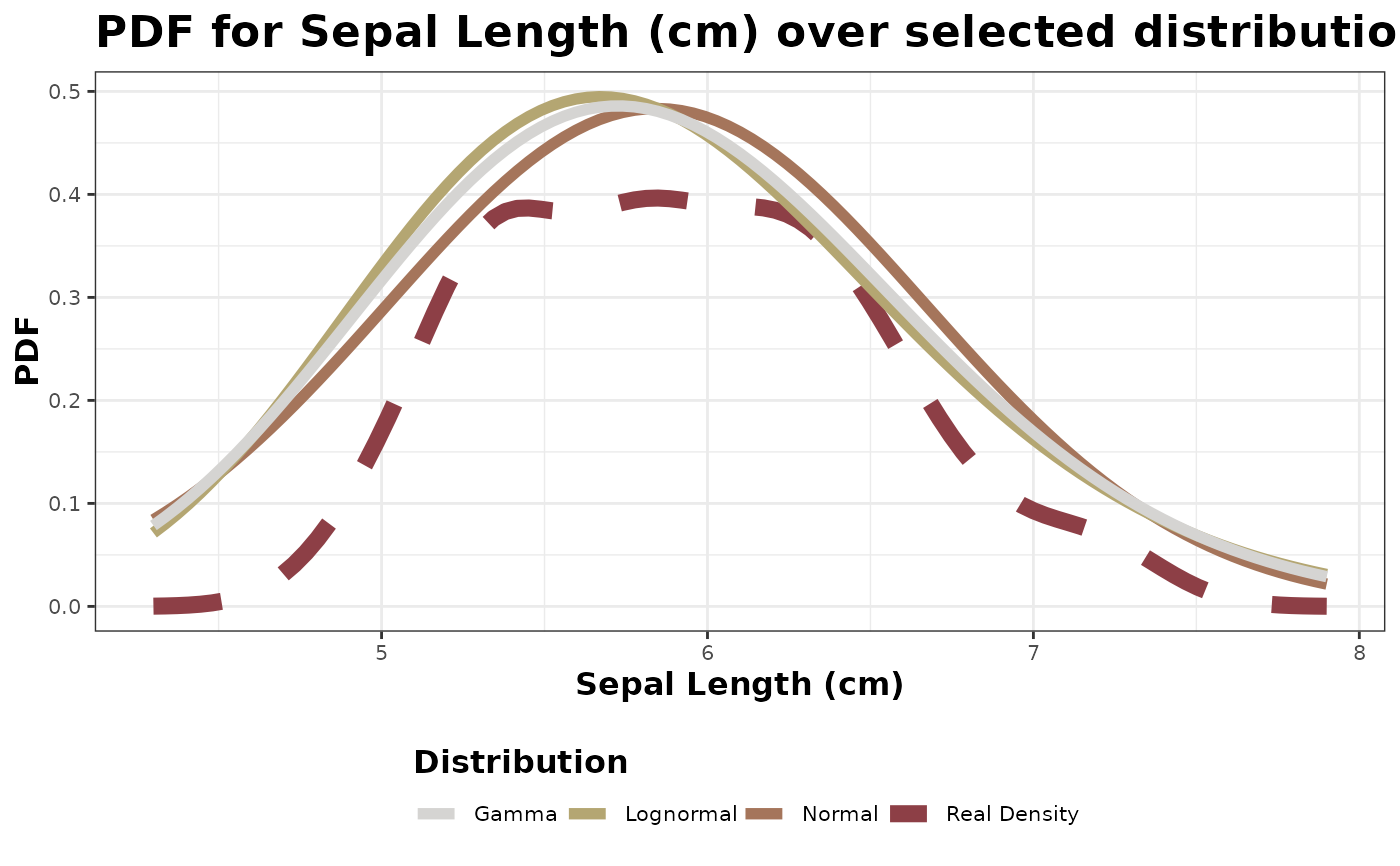 PDF for Sepal Length (cm) over selected distributio
0.5
0.4
0.3
0.2
0.1
0.0
PDF
5 6 7 8
Sepal Length (cm)
Distribution
Gamma Lognormal Normal Real Density